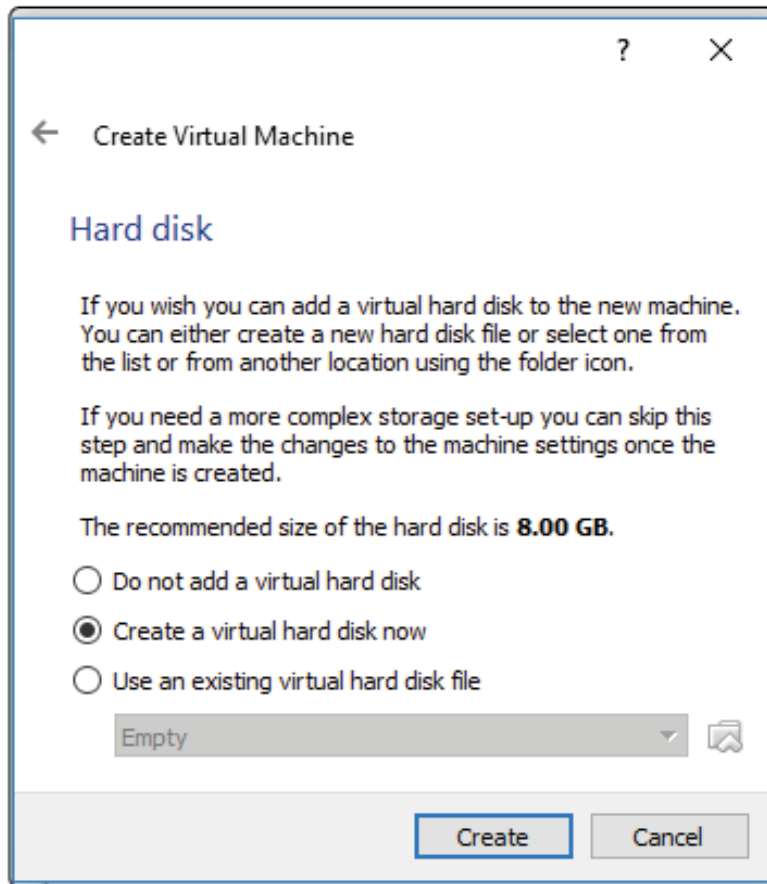 ?
Create Virtual Machine
Hard disk
If you wish you can add a virtual hard disk to the new machine.
You can either create a new hard disk file or select one from
the list or from another location using the folder icon.
If you need a more complex storage set-up you can skip this
step and make the changes to the machine settings once the
machine is created.
The recommended size of the hard disk is 8.00 GB.
Do not add a virtual hard disk
Create a virtual hard disk now
Use an existing virtual hard disk file
Empty
Create Cancel